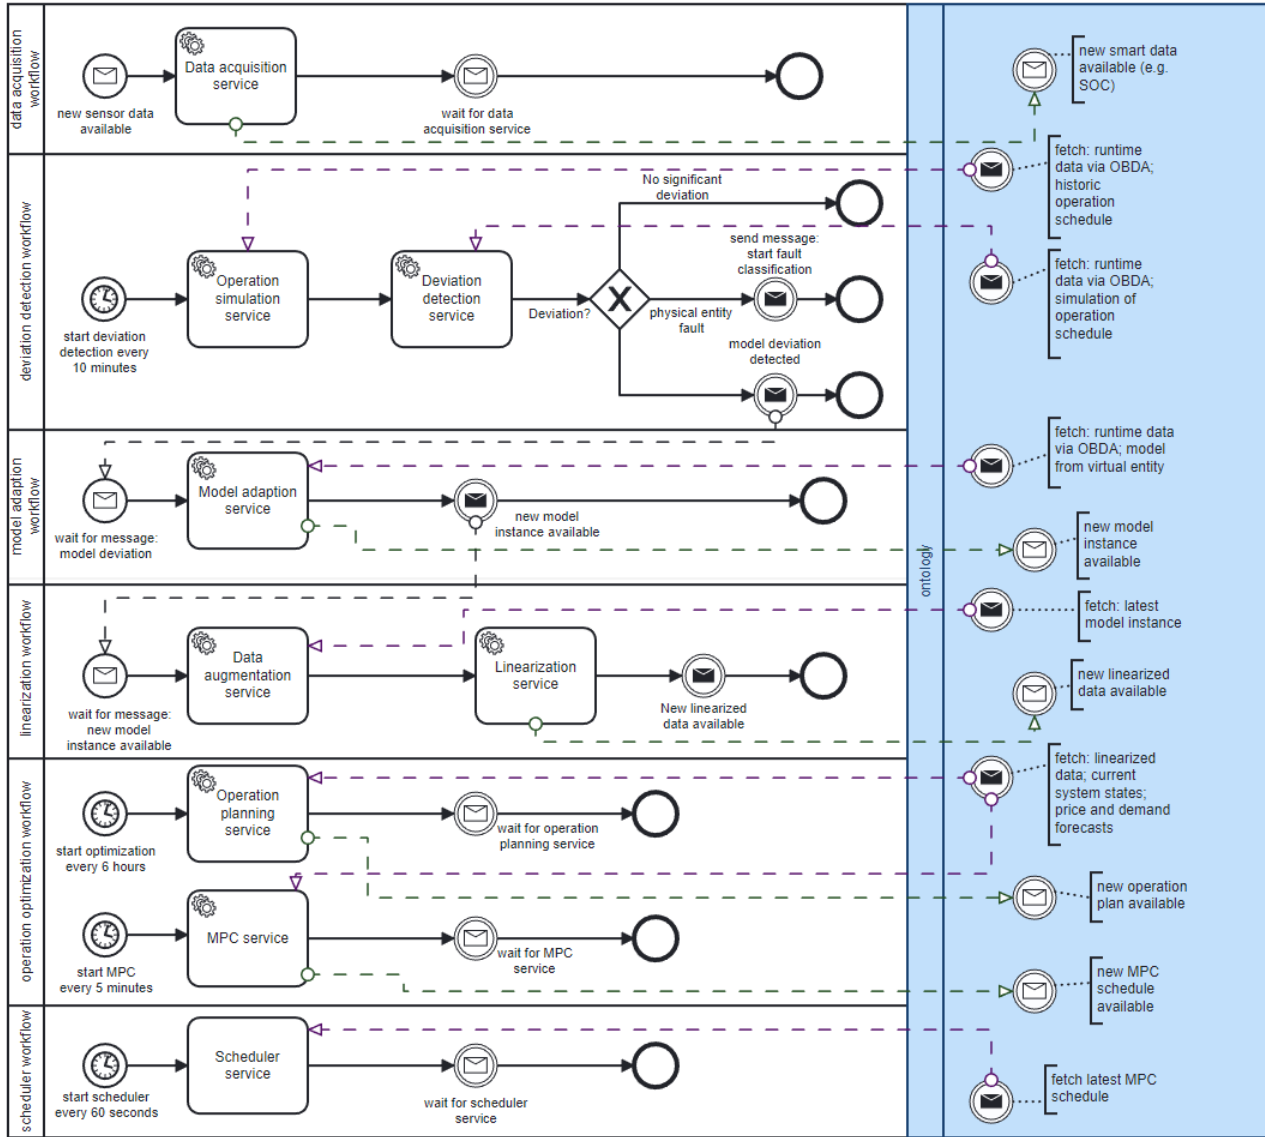 data acquisition
workflow
new sensor data
available
Data acquisition
service
wait for data
acquisition service
new smart data
available (e.g.
SOC)
deviation detection workflow
start deviation
detection every
10 minutes
Operation
simulation
service
Deviation
detection
service
Deviation?
No significant
deviation
send message:
start fault
classification
physical entity
fault
model deviation
detected
fetch: runtime
data via OBDA;
historic
operation
schedule
fetch: runtime
data via OBDA;
simulation of
operation
schedule
model adaption
workflow
wait for message:
model deviation
Model adaption
service
new model
instance available
fetch: runtime data
via OBDA; model
from virtual entity
new model
instance
available
ontology
linearization workflow
wait for message:
new model
instance available
Data
augmentation
service
Linearization
service
New linearized
data available
fetch: latest
model instance
new linearized
data available
operation optimization workflow
start optimization
every 6 hours
Operation
planning
service
wait for operation
planning service
start MPC
every 5 minutes
MPC service
wait for MPC
service
fetch: linearized
data; current
system states;
price and demand
forecasts
new operation
plan available
new MPC
schedule
available
scheduler workflow
start scheduler
every 60 seconds
Scheduler
service
wait for scheduler
service
fetch latest MPC
schedule